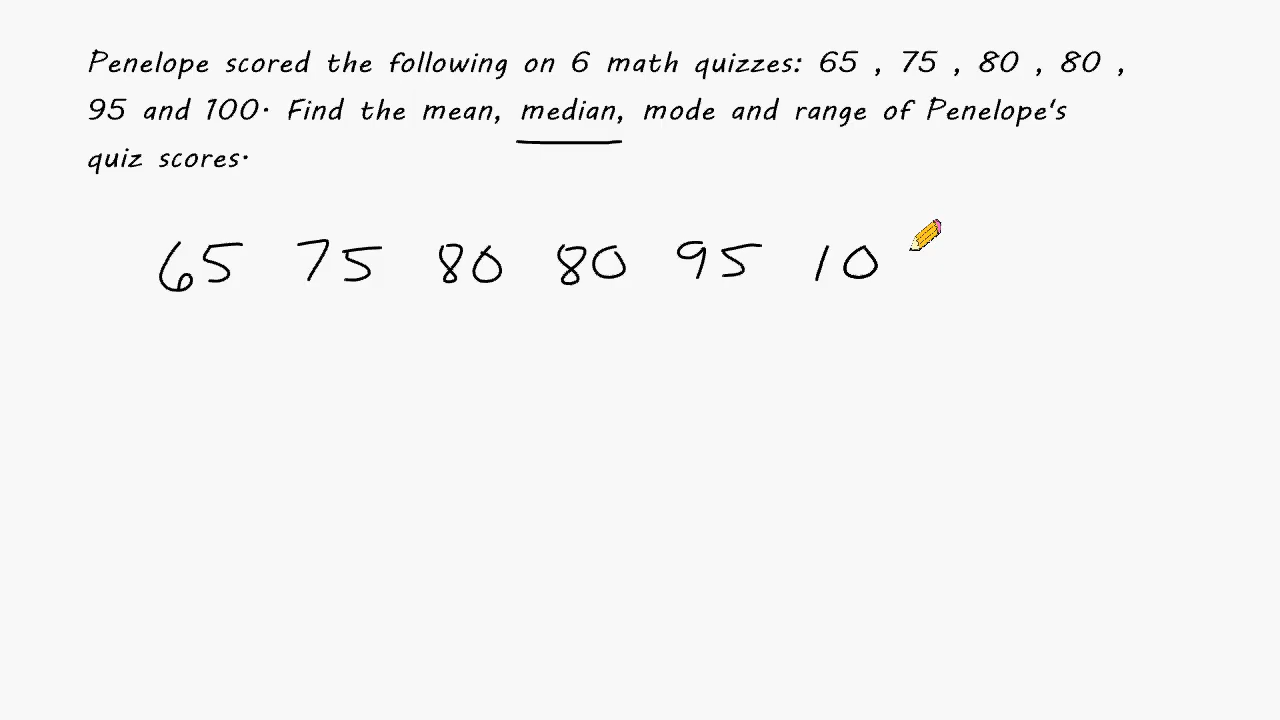 Penelope scored the following on 6 math quizzes: 65 , 75 , 80 , 80 ,
95 and 100. Find the mean, median, mode and range of Penelope's
quiz scores.
65 75 80 80 95 10